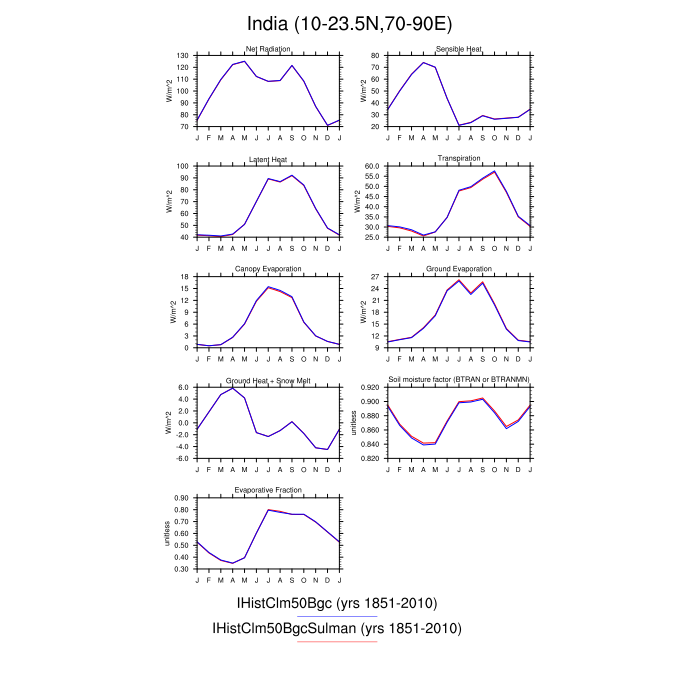 India (10-23.5N,70-90E)
Net Radiation
W/m^2
130
120
110
100
90
80
70
J F M A M J J A S O N D J
Sensible Heat
W/m^2
80
70
60
50
40
30
20
J F M A M J J A S O N D J
Latent Heat
W/m^2
100
90
80
70
60
50
40
J F M A M J J A S O N D J
Transpiration
W/m^2
60.0
55.0
50.0
45.0
40.0
35.0
30.0
25.0
J F M A M J J A S O N D J
Canopy Evaporation
W/m^2
18
15
12
9
6
3
0
J F M A M J J A S O N D J
Ground Evaporation
W/m^2
27
24
21
18
15
12
9
J F M A M J J A S O N D J
Ground Heat + Snow Melt
W/m^2
6.0
4.0
2.0
0.0
-2.0
-4.0
-6.0
J F M A M J J A S O N D J
Soil moisture factor (BTRAN or BTRANMN)
unitless
0.920
0.900
0.880
0.860
0.840
0.820
J F M A M J J A S O N D J
Evaporative Fraction
unitless
0.90
0.80
0.70
0.60
0.50
0.40
0.30
J F M A M J J A S O N D J
IHistClm50Bgc (yrs 1851-2010)
IHistClm50BgcSulman (yrs 1851-2010)